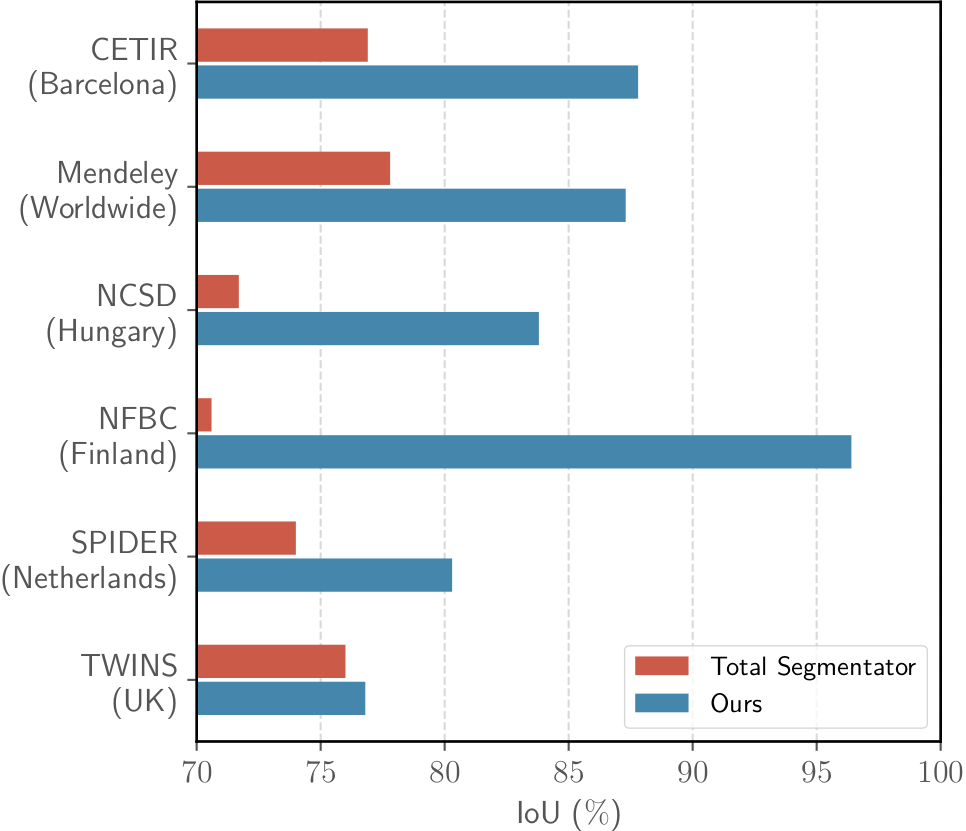 CETIR
(Barcelona)
Mendeley
(Worldwide)
NCSD
(Hungary)
NFBC
(Finland)
SPIDER
(Netherlands)
TWINS
(UK)
Total Segmentator
Ours
70 75 80 85 90 95 100
IoU (%)